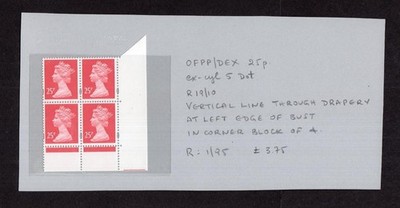 OFPP/DEX 25p
ex-cyl 5 Dot
R19/10
VERTICAL LINE THROUGH DRAPERY
AT LEFT EDGE OF BUST
IN CORNER BLOCK OF 4.
R: 1/95 £3.75
25P
25P
25P
25P